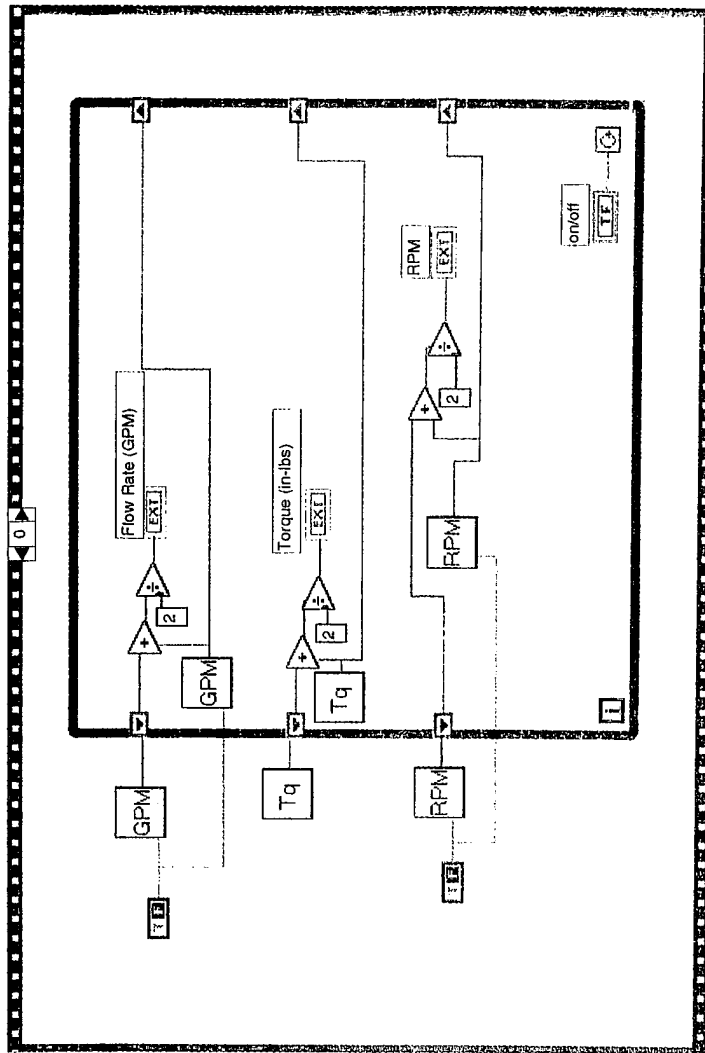 0
Flow Rate (GPM)
GPM
+
÷
EXT
T F
2
GPM
Torque (in-lbs)
Tq
+
÷
EXT
2
Tq
RPM
+
÷
EXT
RPM
2
T F
RPM
on/off
TF
i